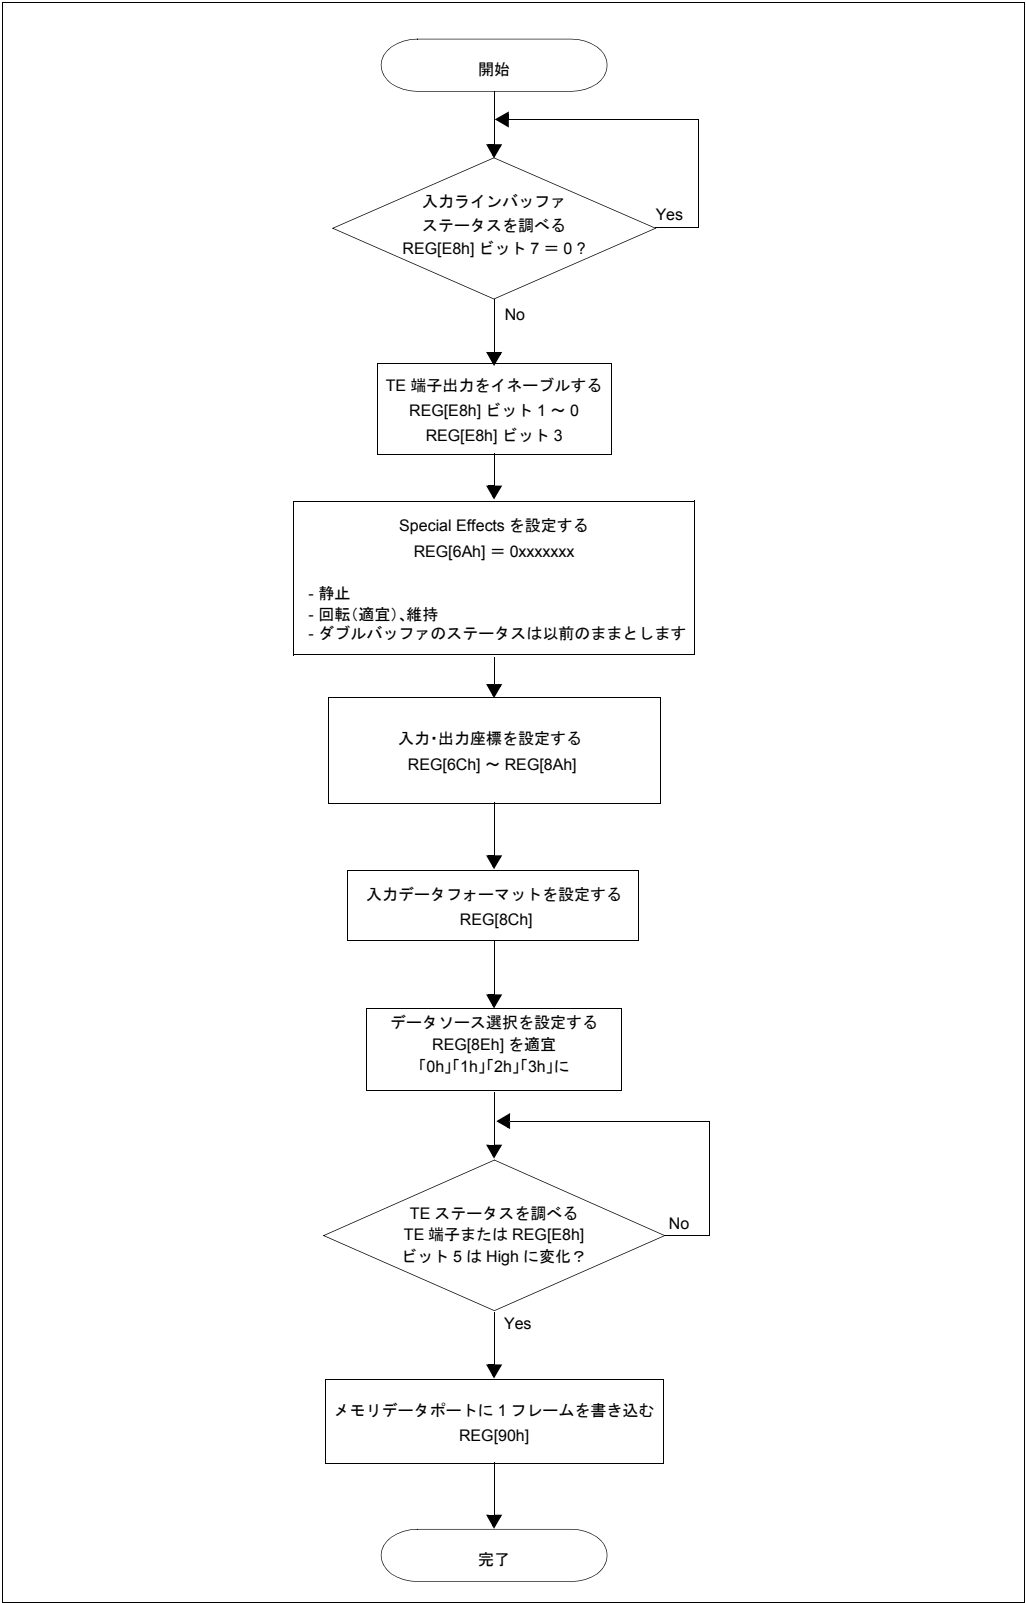 開始
入力ラインバッファ
ステータスを調べる
REG[E8h] ビット 7 = 0 ?
Yes
No
TE 端子出力をイネーブルする
REG[E8h] ビット 1 ~ 0
REG[E8h] ビット 3
Special Effects を設定する
REG[6Ah] = 0xxxxxxx
- 静止
- 回転(適宜)、維持
- ダブルバッファのステータスは以前のままとします
入力・出力座標を設定する
REG[6Ch] ~ REG[8Ah]
入力データフォーマットを設定する
REG[8Ch]
データソース選択を設定する
REG[8Eh] を適宜
「0h」「1h」「2h」「3h」に
TE ステータスを調べる
TE 端子または REG[E8h]
ビット 5 は High に変化?
No
Yes
メモリデータポートに 1 フレームを書き込む
REG[90h]
完了